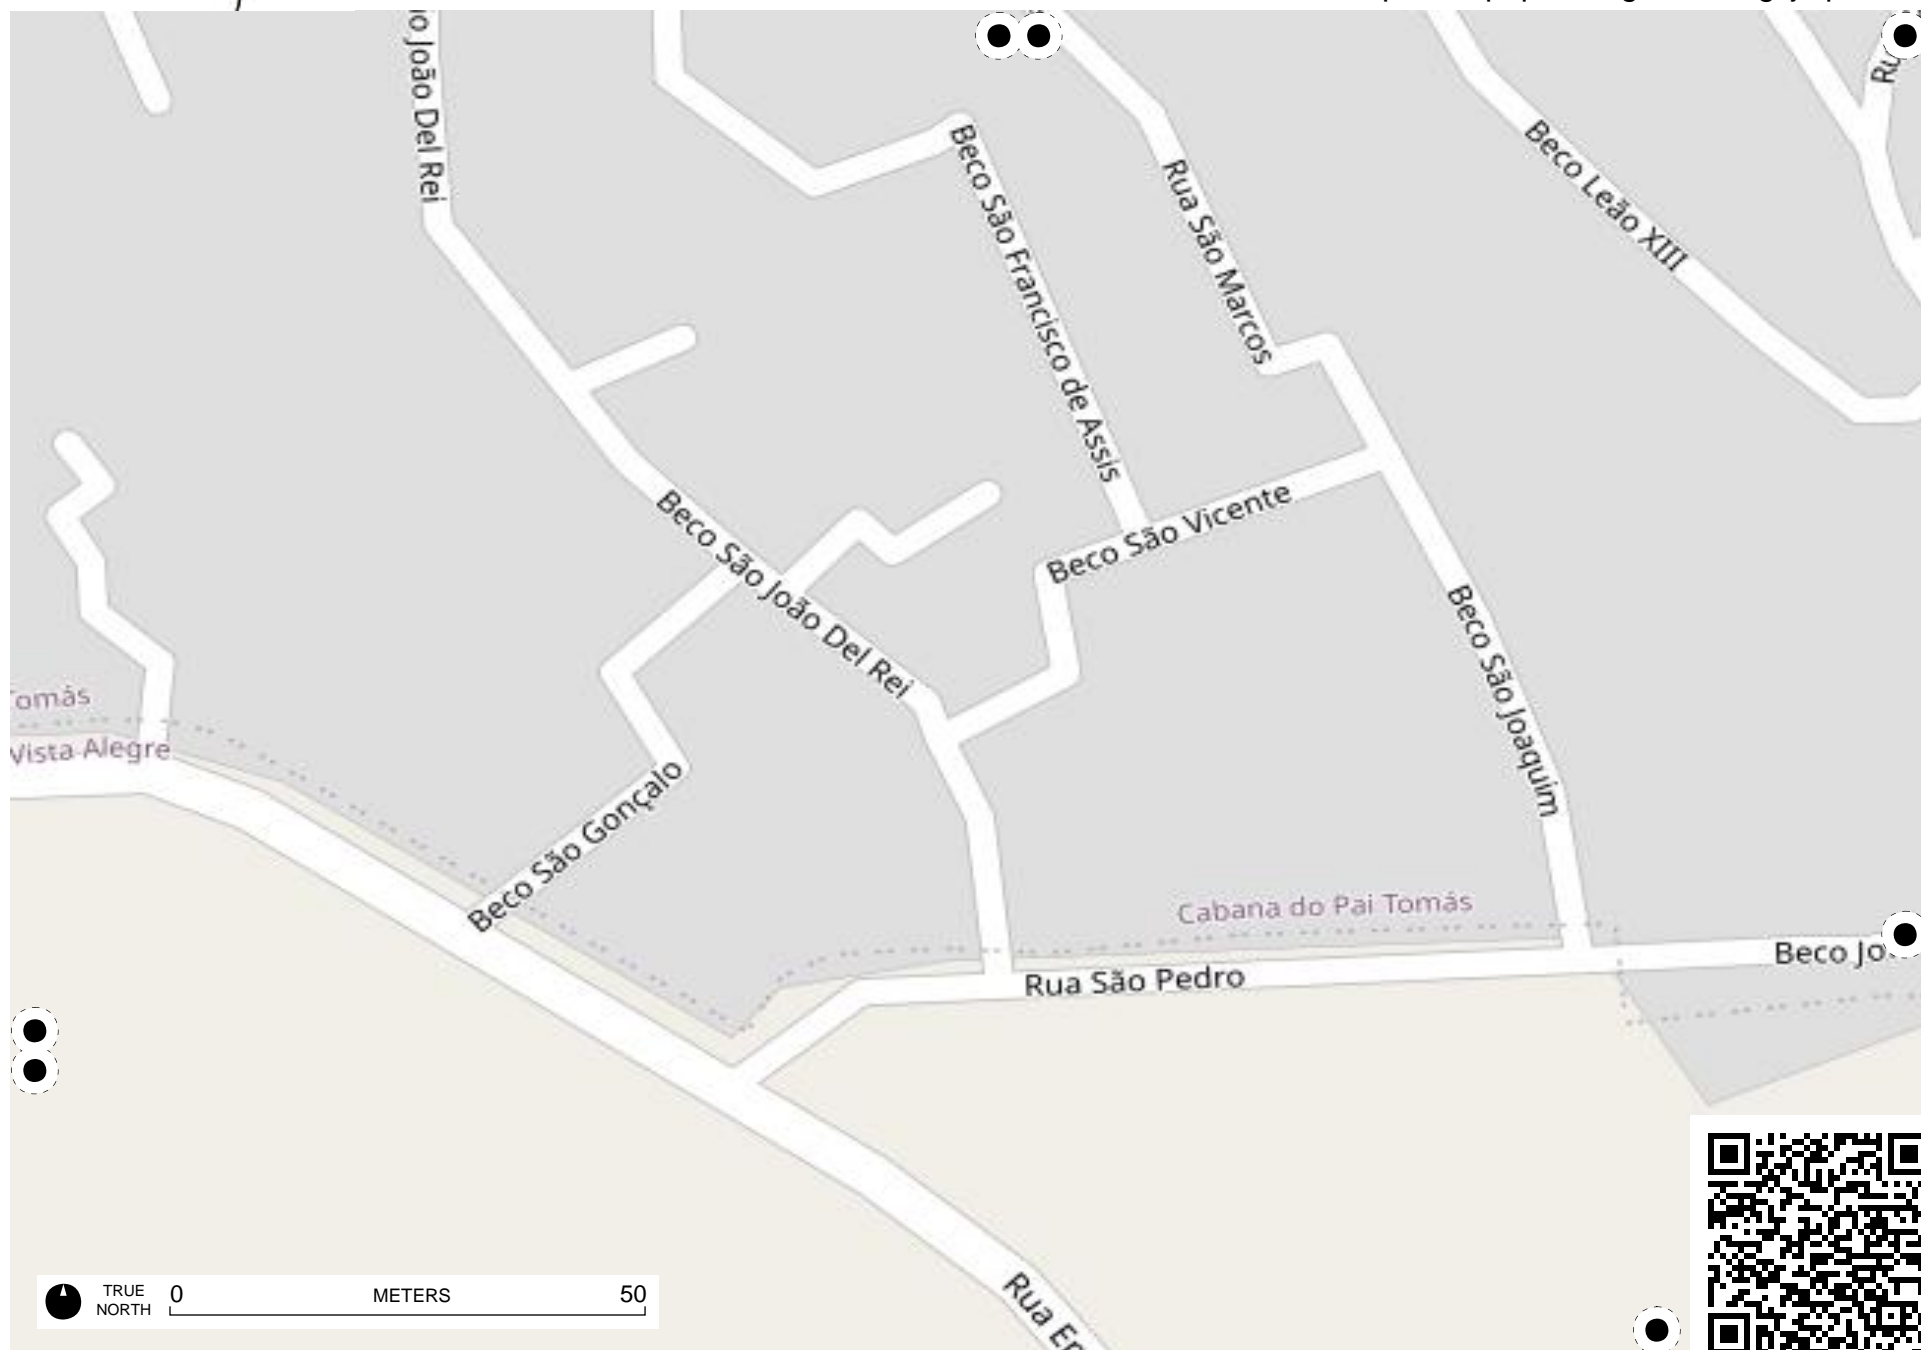 João Del Rei
Beco São Francisco de Assis
Rua São Marcos
Beco Leão XIII
Beco São João Del Rei
Beco São Vicente
Beco São Joaquim
Vista Alegre
Beco São Gonçalo
Cabana do Pai Tomás
Rua São Pedro
Beco
Rua
TRUE
NORTH
0 METERS 50